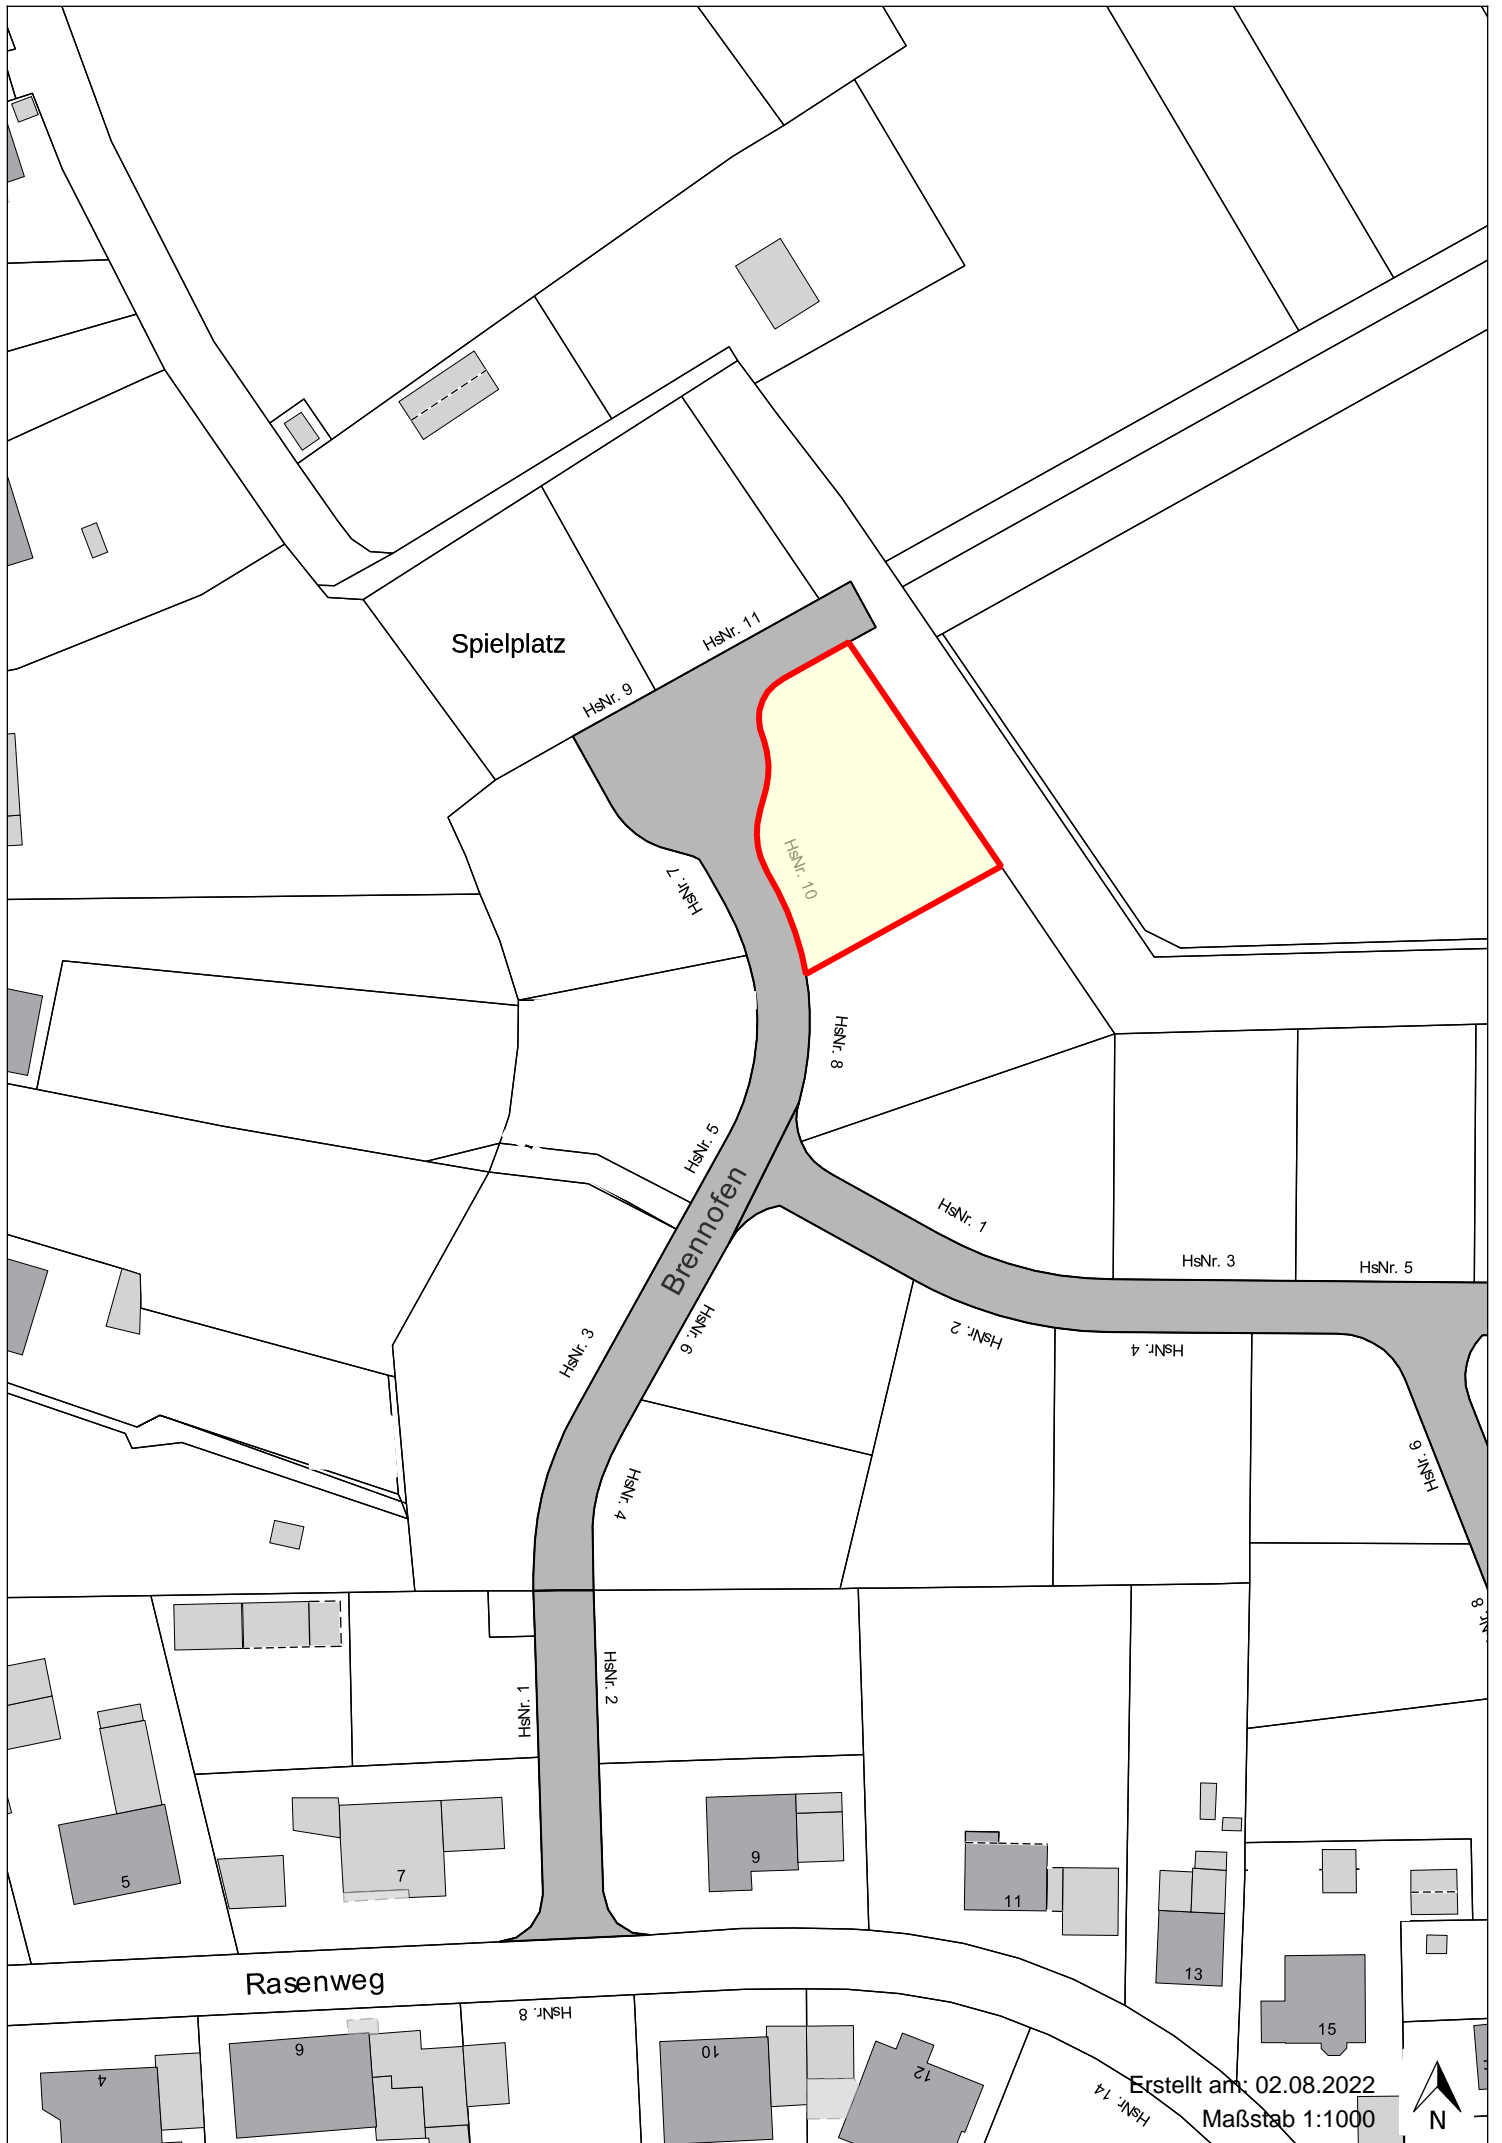 HsNr. 11
Spielplatz
HsNr. 9
HsNr. 10
HsNr. 7
HsNr. 8
HsNr. 5
Brennofen
HsNr. 1
HsNr. 3
HsNr. 5
HsNr. 6
HsNr. 2
HsNr. 3
HsNr. 4
HsNr. 6
HsNr. 4
HsNr. 2
HsNr. 1
5
7
9
11
13
Rasenweg
HsNr. 8
15
4
6
10
12
HsNr. 14
Erstellt am: 02.08.2022
Maßstab 1:1000
N